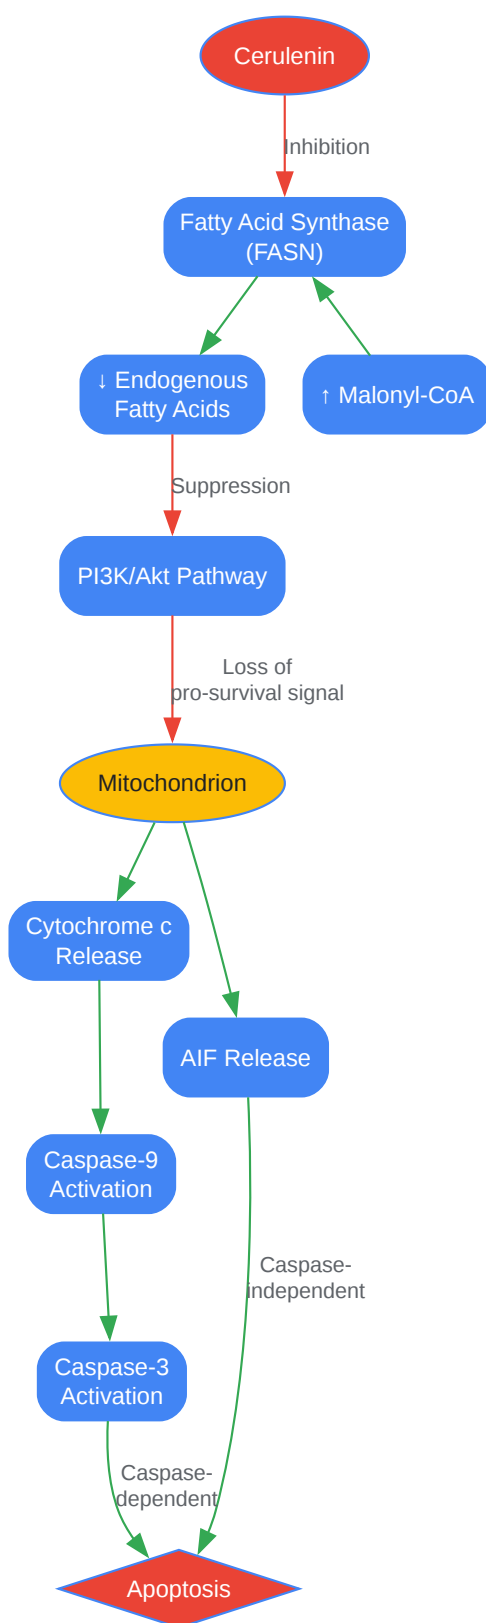 Cerulenin
Inhibition
Fatty Acid Synthase
(FASN)
↓ Endogenous
Fatty Acids
↑ Malonyl-CoA
Suppression
PI3K/Akt Pathway
Loss of
pro-survival signal
Mitochondrion
Cytochrome c
Release
AIF Release
Caspase-9
Activation
Caspase-
independent
Caspase-3
Activation
Caspase-
dependent
Apoptosis